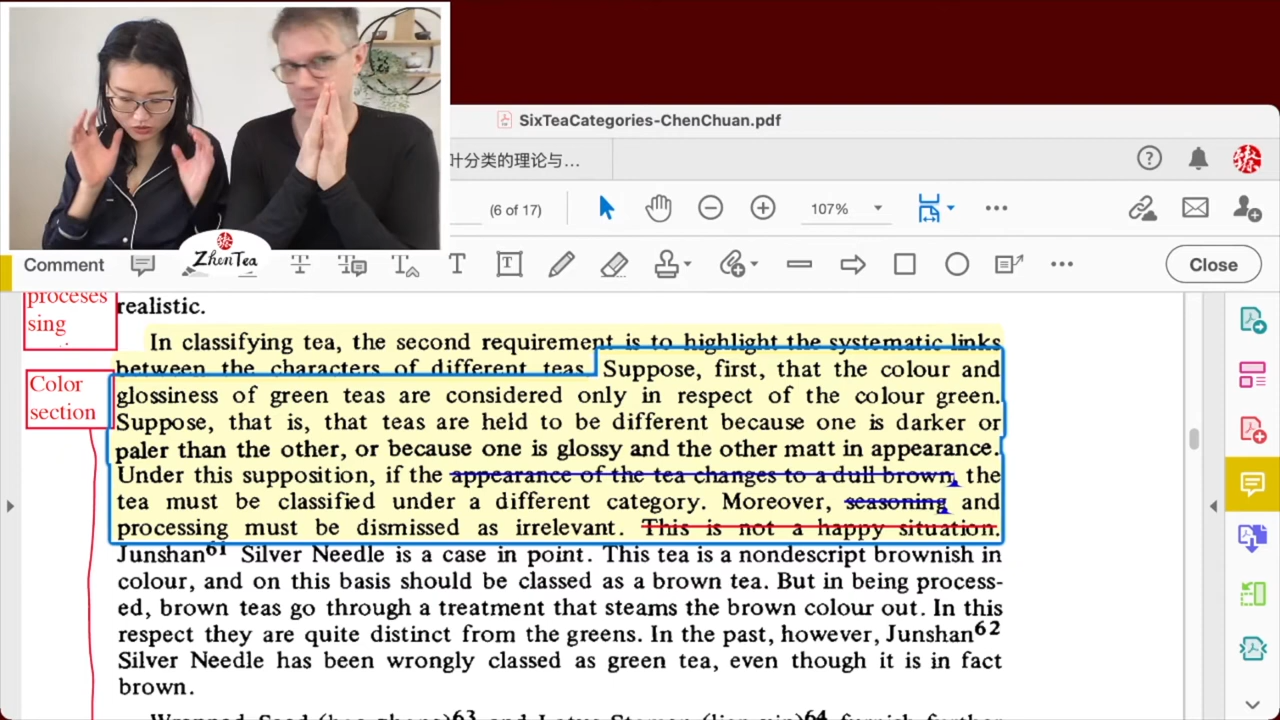 SixTeaCategories-ChenChuan.pdf
叶分类的理论与...
(6 of 17)
107%
ZhenTea
Comment
Close
proceses
sing
Color
section
realistic.
In classifying tea, the second requirement is to highlight the systematic links
between the characters of different teas. Suppose, first, that the colour and
glossiness of green teas are considered only in respect of the colour green.
Suppose, that is, that teas are held to be different because one is darker or
paler than the other, or because one is glossy and the other matt in appearance.
Under this supposition, if the appearance of the tea changes to a dull brown, the
tea must be classified under a different category. Moreover, seasoning and
processing must be dismissed as irrelevant. This is not a happy situation.
Junshan61 Silver Needle is a case in point. This tea is a nondescript brownish in
colour, and on this basis should be classed as a brown tea. But in being process-
ed, brown teas go through a treatment that steams the brown colour out. In this
respect they are quite distinct from the greens. In the past, however, Junshan62
Silver Needle has been wrongly classed as green tea, even though it is in fact
brown.
63 and Lotus Stamen 64 furnish further